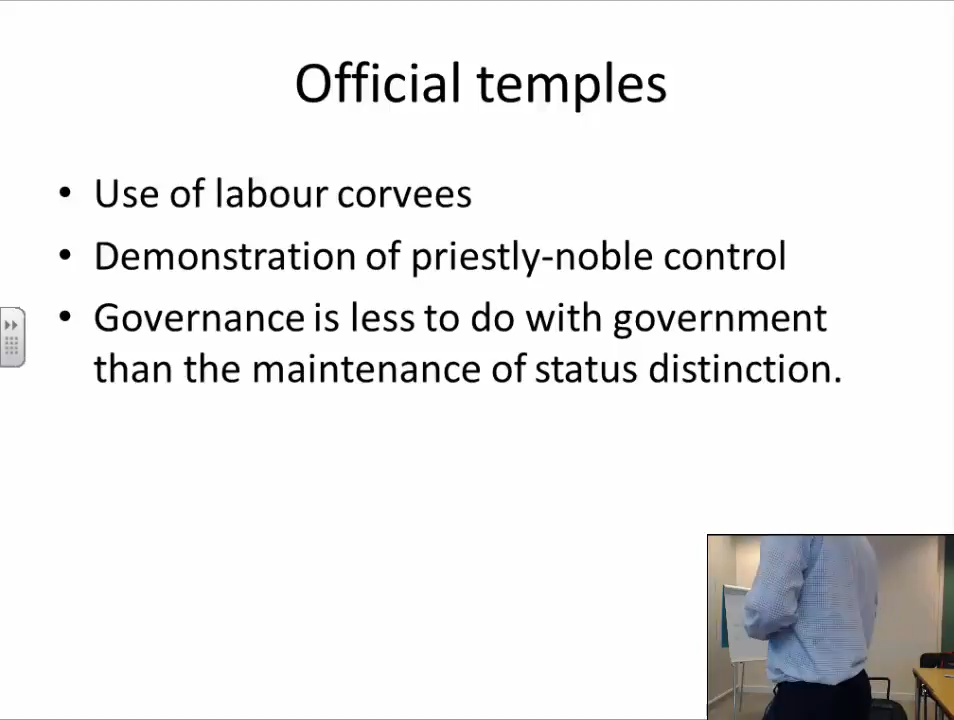 Official temples
• Use of labour corvees
• Demonstration of priestly-noble control
• Governance is less to do with government
than the maintenance of status distinction.